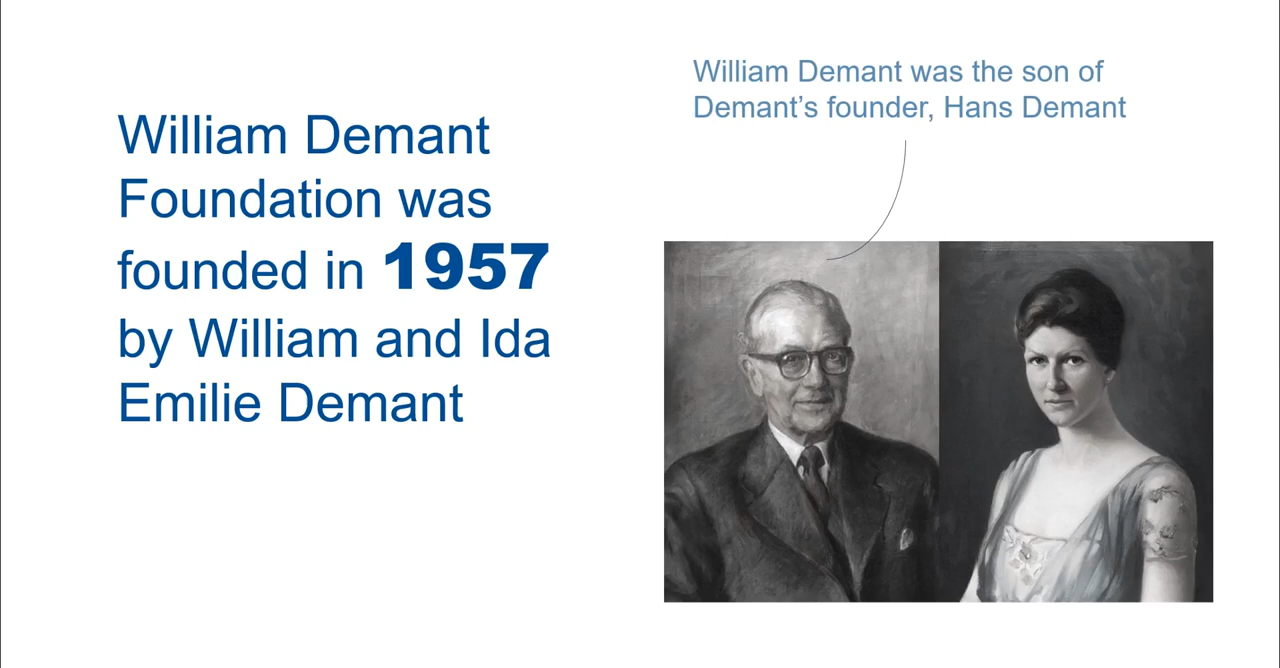 William Demant
Foundation was
founded in 1957
by William and Ida
Emilie Demant
William Demant was the son of
Demant’s founder, Hans Demant